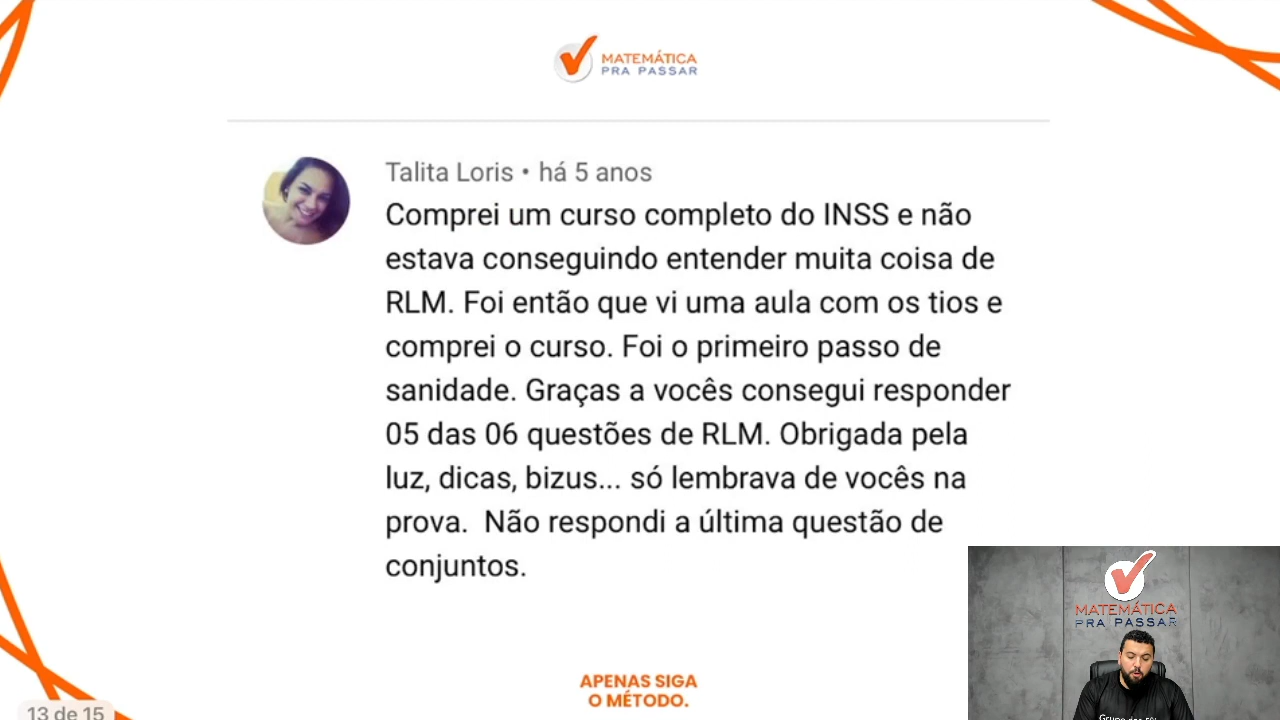 MATEMÁTICA
PRA PASSAR
Talita Loris • há 5 anos
Comprei um curso completo do INSS e não
estava conseguindo entender muita coisa de
RLM. Foi então que vi uma aula com os tios e
comprei o curso. Foi o primeiro passo de
sanidade. Graças a vocês consegui responder
05 das 06 questões de RLM. Obrigada pela
luz, dicas, bizus... só lembrava de vocês na
prova.  Não respondi a última questão de
conjuntos.
MATEMÁTICA
PRA PASSAR
APENAS SIGA
O MÉTODO.
13 de 15